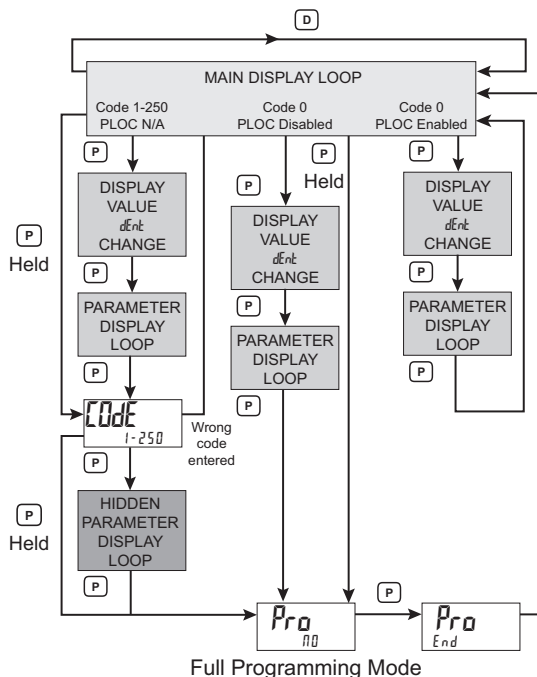 D
MAIN DISPLAY LOOP
Code 1-250
PLOC N/A
Code 0
PLOC Disabled
Code 0
PLOC Enabled
P
DISPLAY
VALUE
dEnt
CHANGE
P
PARAMETER
DISPLAY
LOOP
P
P
Held
COdE
1-250
Wrong
code
entered
P
HIDDEN
PARAMETER
DISPLAY
LOOP
P
P
Held
P
DISPLAY
VALUE
dEnt
CHANGE
P
PARAMETER
DISPLAY
LOOP
P
P
Held
P
DISPLAY
VALUE
dEnt
CHANGE
P
PARAMETER
DISPLAY
LOOP
P
Pro
NO
P
Pro
End
Full Programming Mode